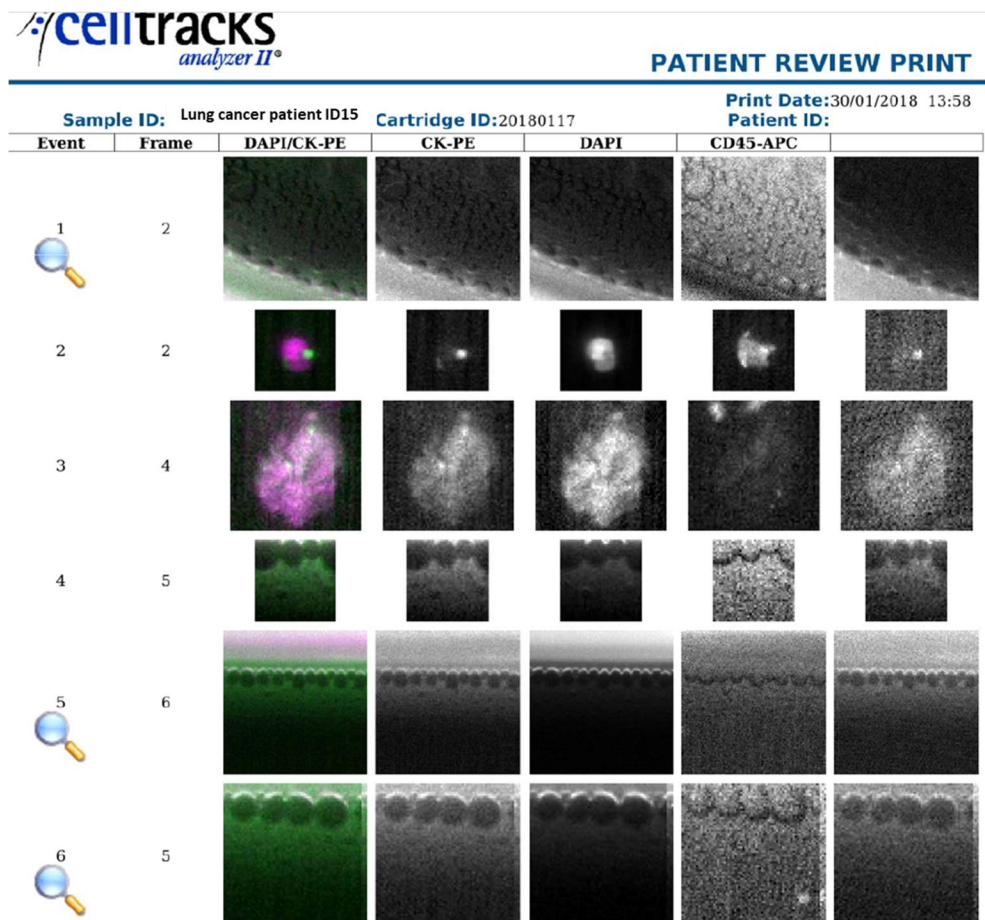 celltracks
analyzer II®
PATIENT REVIEW PRINT
Print Date:30/01/2018 13:58
Sample ID: Lung cancer patient ID15 Cartridge ID:20180117 Patient ID:
Event Frame DAPI/CK-PE CK-PE DAPI CD45-APC
1 2
2 2
3 4
4 5
5 6
6 5